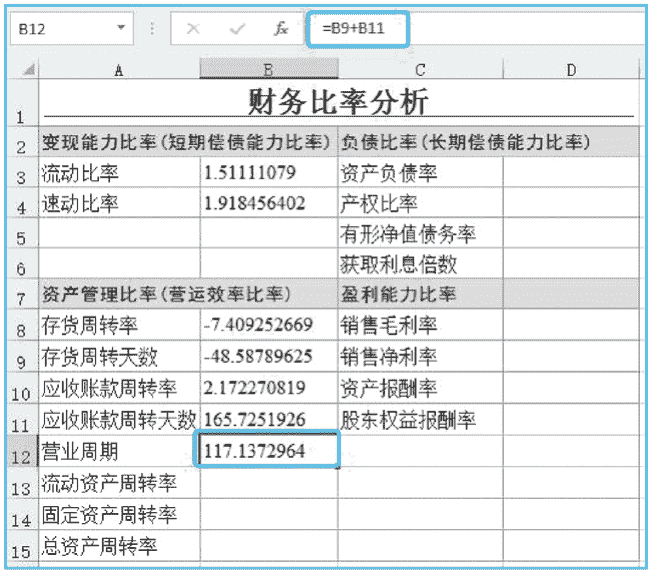 B12 fx =B9+B11
A B C D
1 财务比率分析
2 变现能力比率(短期偿债能力比率) 负债比率(长期偿债能力比率)
3 流动比率 1.51111079 资产负债率
4 速动比率 1.918456402 产权比率
5 有形净值债务率
6 获取利息倍数
7 资产管理比率(营运效率比率) 盈利能力比率
8 存货周转率 -7.409252669 销售毛利率
9 存货周转天数 -48.58789625 销售净利率
10 应收账款周转率 2.172270819 资产报酬率
11 应收账款周转天数 165.7251926 股东权益报酬率
12 营业周期 117.1372964
13 流动资产周转率
14 固定资产周转率
15 总资产周转率